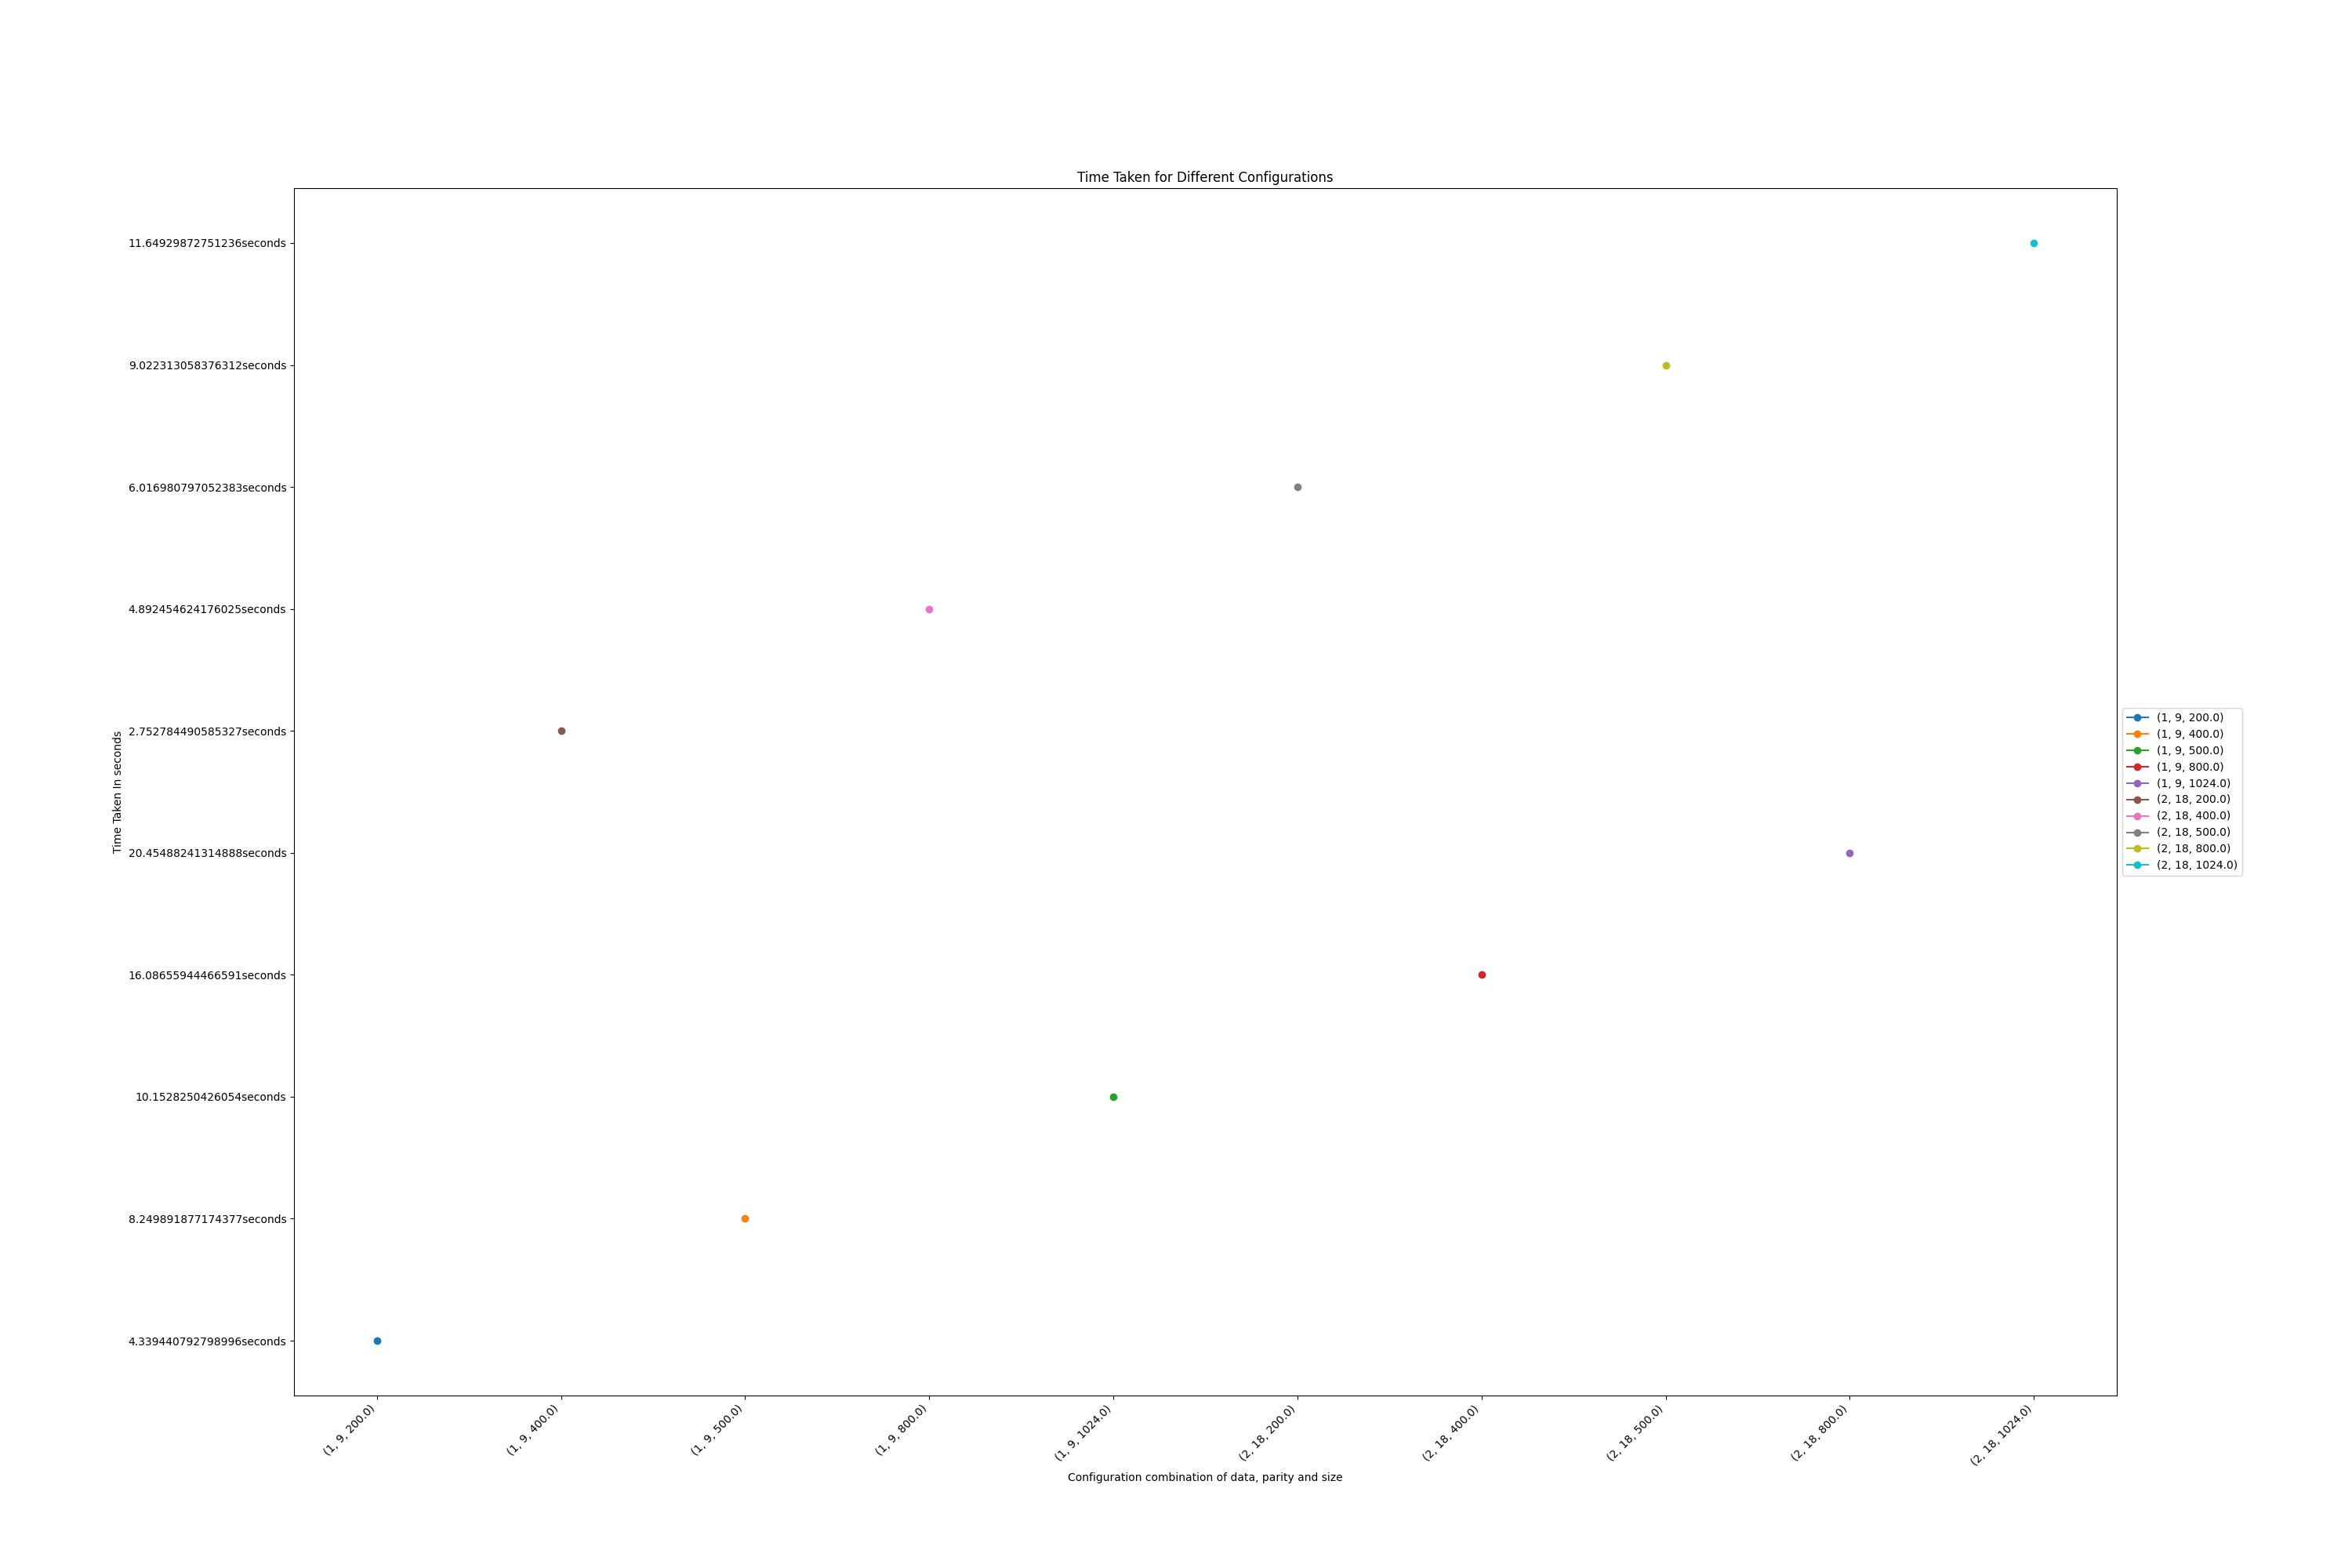 Time Taken for Different Configurations
11.64929872751236seconds
9.022313058376312seconds
6.016980797052383seconds
4.892454624176025seconds
2.752784490585327seconds
20.45488241314888seconds
16.08655944466591seconds
10.1528250426054seconds
8.249891877174377seconds
4.339440792798996seconds
Time Taken In seconds
(1, 9, 200.0)
(1, 9, 400.0)
(1, 9, 500.0)
(1, 9, 800.0)
(1, 9, 1024.0)
(2, 18, 200.0)
(2, 18, 400.0)
(2, 18, 500.0)
(2, 18, 800.0)
(2, 18, 1024.0)
Configuration combination of data, parity and size
(1, 9, 200.0)
(1, 9, 400.0)
(1, 9, 500.0)
(1, 9, 800.0)
(1, 9, 1024.0)
(2, 18, 200.0)
(2, 18, 400.0)
(2, 18, 500.0)
(2, 18, 800.0)
(2, 18, 1024.0)